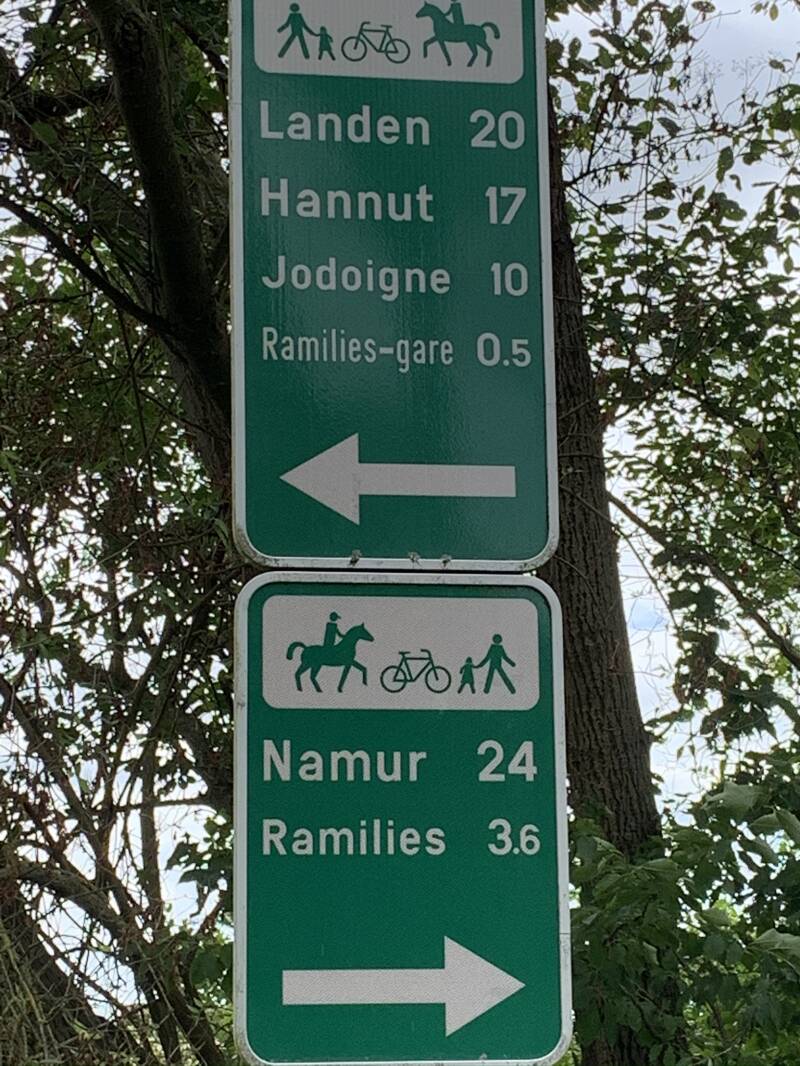 Landen 20
Hannut 17
Jodoigne 10
Ramilies-gare 0.5
Namur 24
Ramilies 3.6